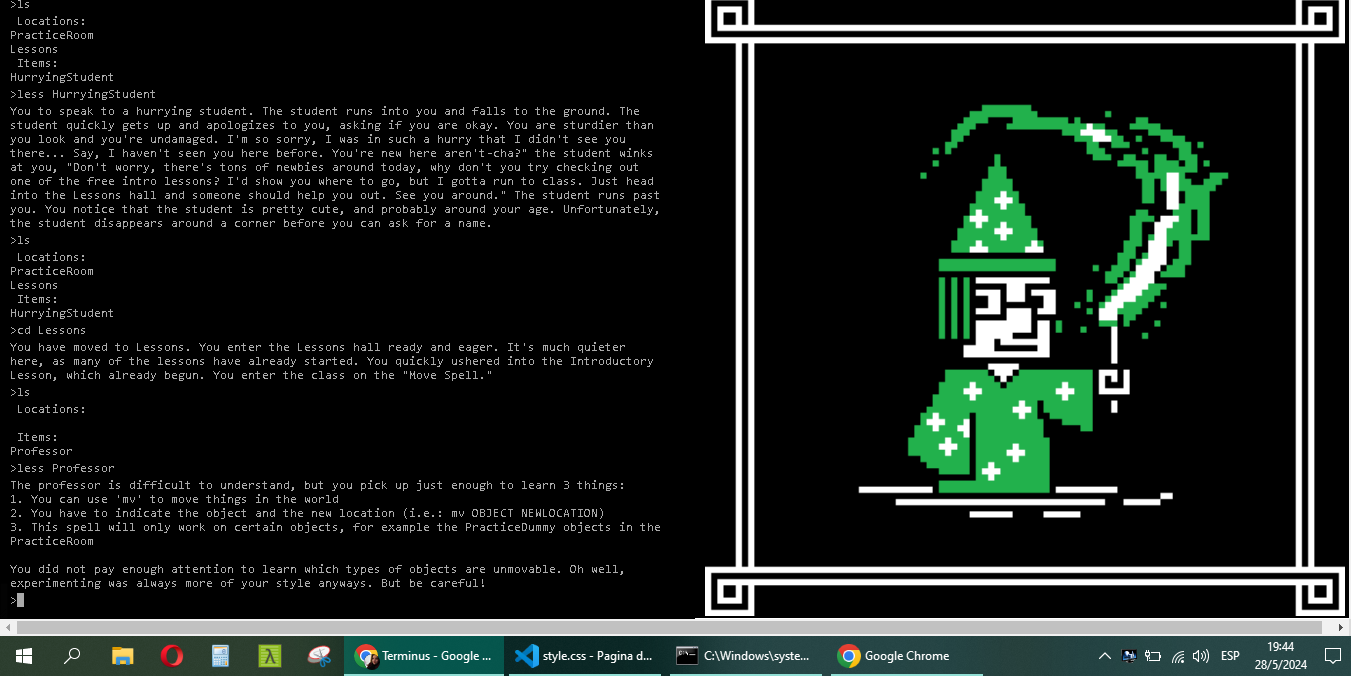 >ls
Locations:
PracticeRoom
Lessons
Items:
HurryingStudent
>less HurryingStudent
You to speak to a hurrying student. The student runs into you and falls to the ground. The
student quickly gets up and apologizes to you, asking if you are okay. You are sturdier than
you look and you're undamaged. I'm so sorry, I was in such a hurry that I didn't see you
there... Say, I haven't seen you here before. You're new here aren't-cha?" the student winks
at you, "Don't worry, there's tons of newbies around today, why don't you try checking out
one of the free intro lessons? I'd show you where to go, but I gotta run to class. Just head
into the Lessons hall and someone should help you out. See you around." The student runs past
you. You notice that the student is pretty cute, and probably around your age. Unfortunately,
the student disappears around a corner before you can ask for a name.
>ls
Locations:
PracticeRoom
Lessons
Items:
HurryingStudent
>cd Lessons
You have moved to Lessons. You enter the Lessons hall ready and eager. It's much quieter
here, as many of the lessons have already started. You quickly ushered into the Introductory
Lesson, which already begun. You enter the class on the "Move Spell."
>ls
Locations:
Items:
Professor
>less Professor
The professor is difficult to understand, but you pick up just enough to learn 3 things:
1. You can use 'mv' to move things in the world
2. You have to indicate the object and the new location (i.e.: mv OBJECT NEWLOCATION)
3. This spell will only work on certain objects, for example the PracticeDummy objects in the
PracticeRoom
You did not pay enough attention to learn which types of objects are unmovable. Oh well,
experimenting was always more of your style anyways. But be careful!
>
Terminus - Google ...
style.css - Pagina d...
C:\Windows\syste...
Google Chrome
ESP
19:44
28/5/2024